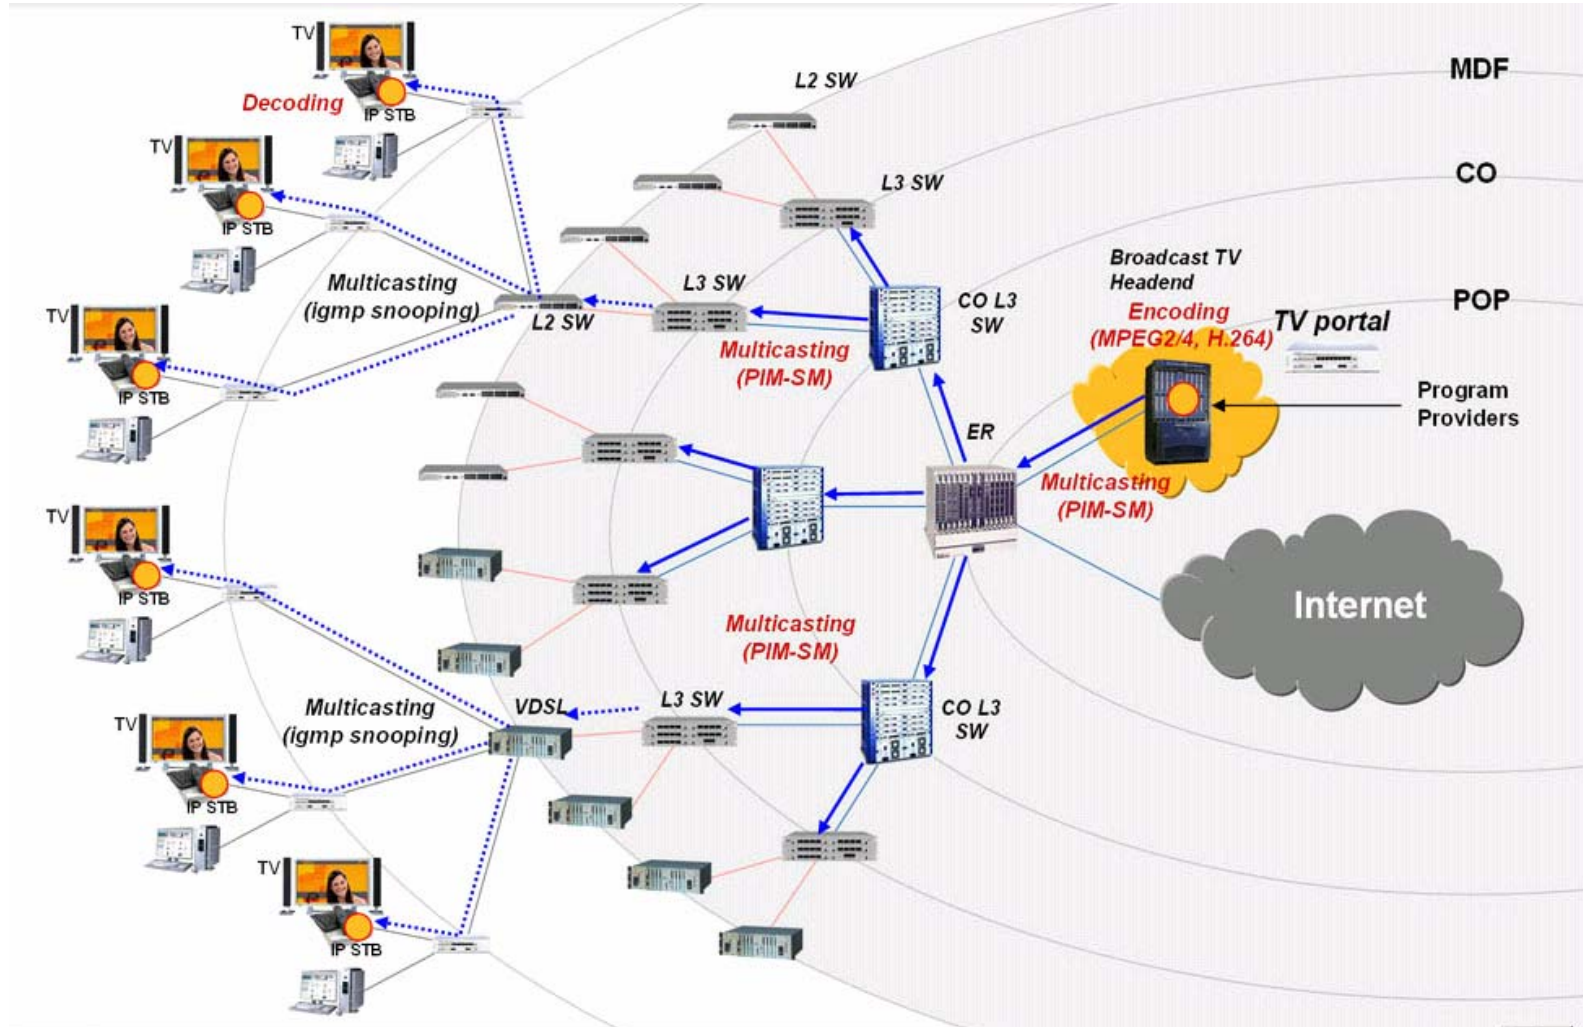 TV
L2 SW
MDF
Decoding
IP STB
TV
L3 SW
CO
IP STB
Broadcast TV
Headend
Multicasting
(igmp snooping)
L3 SW
CO L3
SW
POP
TV
L2 SW
Encoding
(MPEG2/4, H.264)
TV portal
Multicasting
(PIM-SM)
IP STB
Program
Providers
ER
Multicasting
(PIM-SM)
TV
IP STB
Internet
Multicasting
(PIM-SM)
Multicasting
(igmp snooping)
VDSL
L3 SW
CO L3
SW
TV
IP STB
TV
IP STB